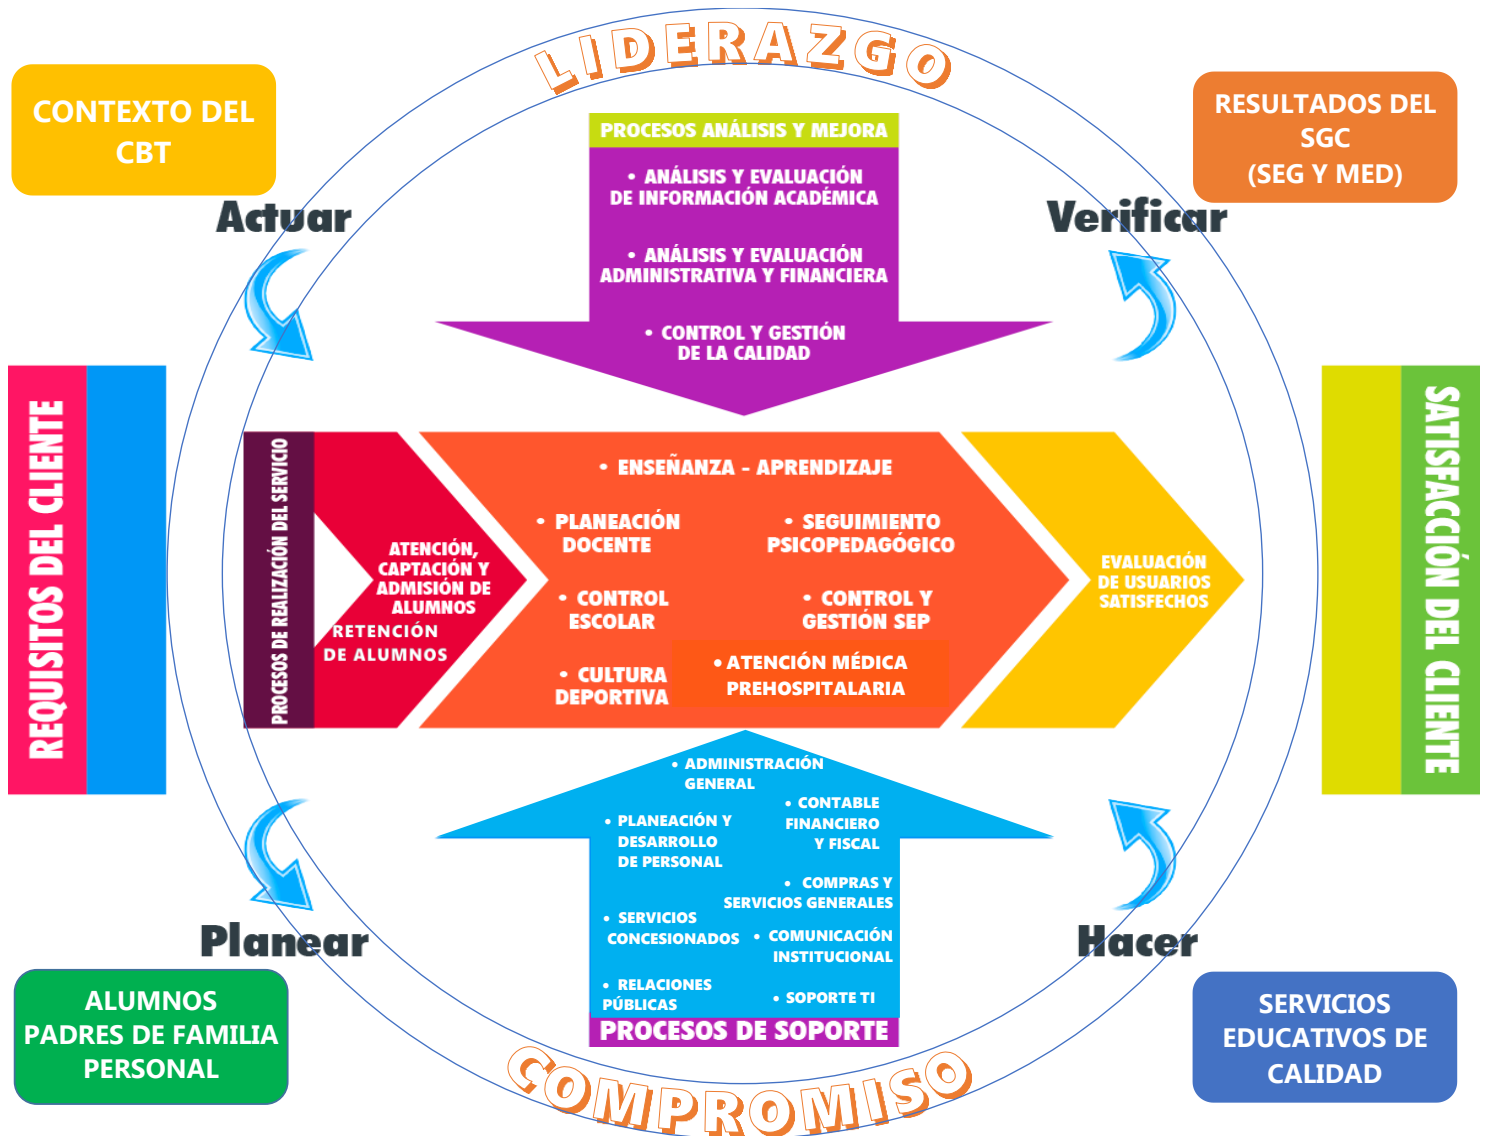 LIDERAZGO
CONTEXTO DEL
CBT
RESULTADOS DEL
SGC
(SEG Y MED)
Actuar
Verificar
PROCESOS ANÁLISIS Y MEJORA
• ANÁLISIS Y EVALUACIÓN
DE INFORMACIÓN ACADÉMICA
• ANÁLISIS Y EVALUACIÓN
ADMINISTRATIVA Y FINANCIERA
• CONTROL Y GESTIÓN
DE LA CALIDAD
REQUISITOS DEL CLIENTE
PROCESOS DE REALIZACIÓN DEL SERVICIO
ATENCIÓN,
CAPTACIÓN Y
ADMISIÓN DE
ALUMNOS
RETENCIÓN
DE ALUMNOS
• ENSEÑANZA - APRENDIZAJE
• PLANEACIÓN
DOCENTE
• SEGUIMIENTO
PSICOPEDAGÓGICO
• CONTROL
ESCOLAR
• CONTROL Y
GESTIÓN SEP
• CULTURA
DEPORTIVA
• ATENCIÓN MÉDICA
PREHOSPITALARIA
EVALUACIÓN
DE USUARIOS
SATISFECHOS
SATISFACCIÓN DEL CLIENTE
• ADMINISTRACIÓN
GENERAL
• CONTABLE
FINANCIERO
Y FISCAL
• PLANEACIÓN Y
DESARROLLO
DE PERSONAL
• COMPRAS Y
SERVICIOS GENERALES
• SERVICIOS
CONCESIONADOS
• COMUNICACIÓN
INSTITUCIONAL
• RELACIONES
PÚBLICAS
• SOPORTE TI
PROCESOS DE SOPORTE
Planear
Hacer
ALUMNOS
PADRES DE FAMILIA
PERSONAL
SERVICIOS
EDUCATIVOS DE
CALIDAD
COMPROMISO